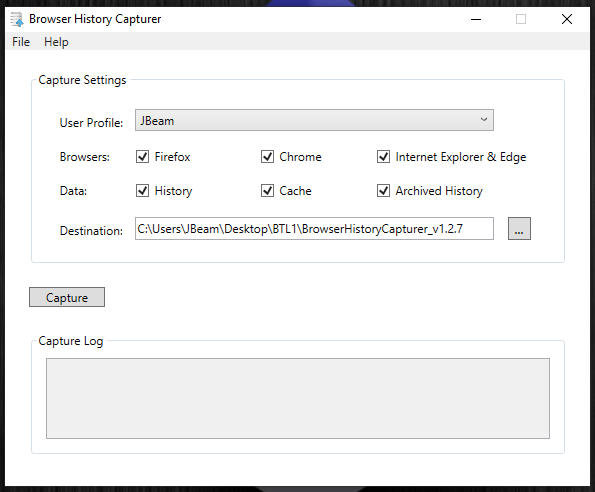 Browser History Capturer
File Help
Capture Settings
User Profile: JBeam
Browsers: Firefox Chrome Internet Explorer & Edge
Data: History Cache Archived History
Destination: C:\Users\JBeam\Desktop\BTL1\BrowserHistoryCapturer_v1.2.7 ...
Capture
Capture Log